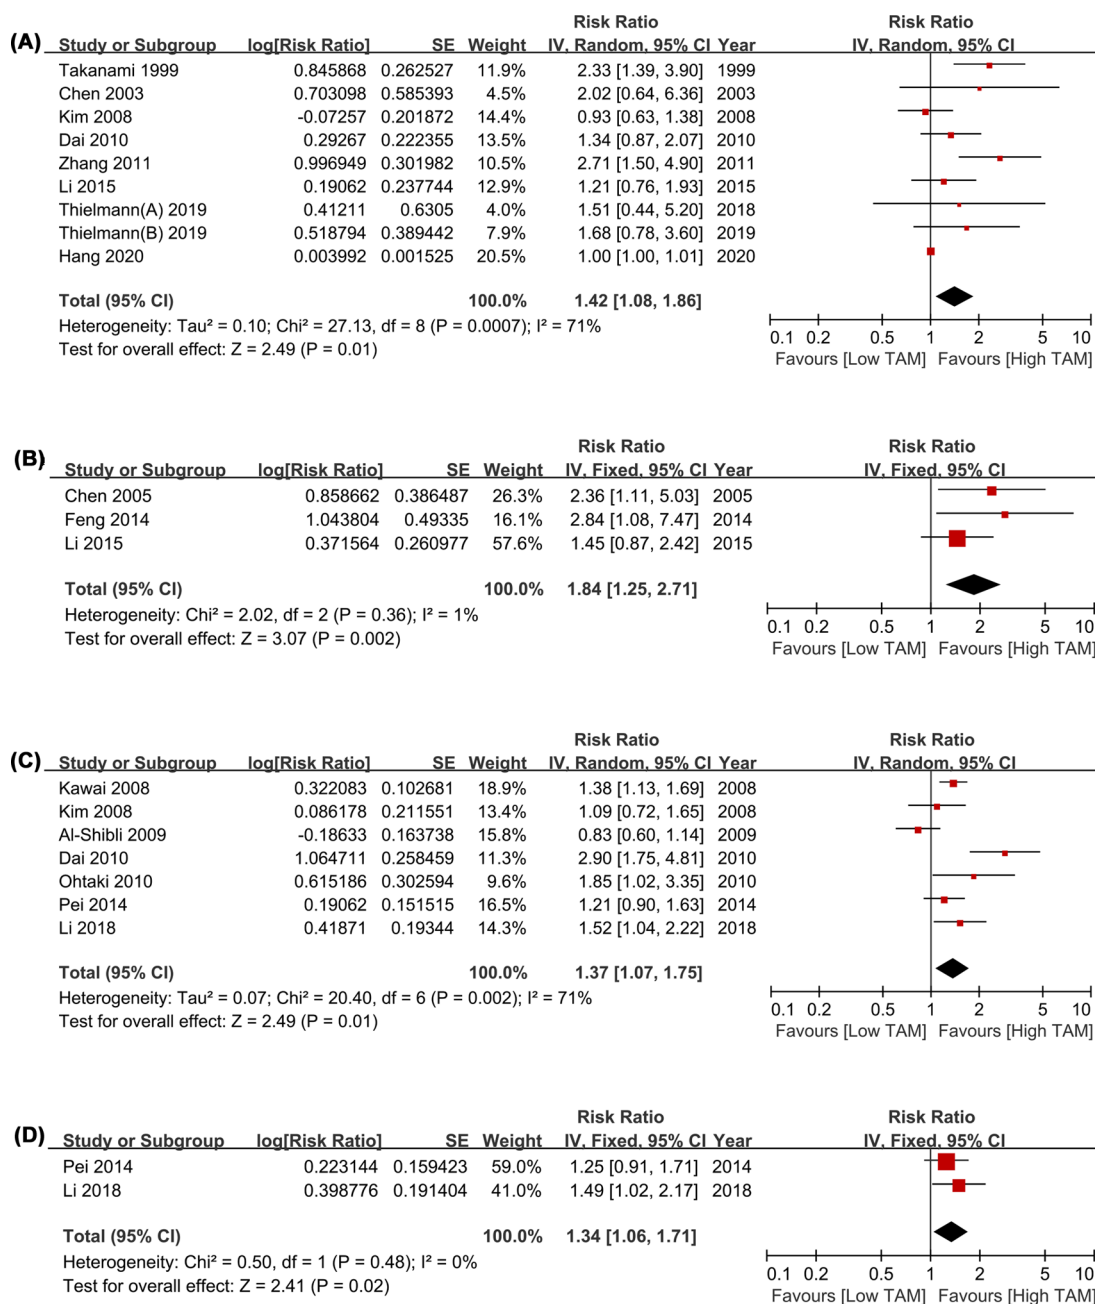 Risk Ratio Risk Ratio
(A) Study or Subgroup log[Risk Ratio] SE Weight IV, Random, 95% CI Year IV, Random, 95% CI
Takanami 1999 0.845868 0.262527 11.9% 2.33 [1.39, 3.90] 1999
Chen 2003 0.703098 0.585393 4.5% 2.02 [0.64, 6.36] 2003
Kim 2008 -0.07257 0.201872 14.4% 0.93 [0.63, 1.38] 2008
Dai 2010 0.29267 0.222355 13.5% 1.34 [0.87, 2.07] 2010
Zhang 2011 0.996949 0.301982 10.5% 2.71 [1.50, 4.90] 2011
Li 2015 0.19062 0.237744 12.9% 1.21 [0.76, 1.93] 2015
Thielmann(A) 2019 0.41211 0.6305 4.0% 1.51 [0.44, 5.20] 2018
Thielmann(B) 2019 0.518794 0.389442 7.9% 1.68 [0.78, 3.60] 2019
Hang 2020 0.003992 0.001525 20.5% 1.00 [1.00, 1.01] 2020
Total (95% CI) 100.0% 1.42 [1.08, 1.86]
Heterogeneity: Tau² = 0.10; Chi² = 27.13, df = 8 (P = 0.0007); I² = 71%
Test for overall effect: Z = 2.49 (P = 0.01)
0.1 0.2 0.5 1 2 5 10
Favours [Low TAM] Favours [High TAM]
Risk Ratio Risk Ratio
(B) Study or Subgroup log[Risk Ratio] SE Weight IV, Fixed, 95% CI Year IV, Fixed, 95% CI
Chen 2005 0.858662 0.386487 26.3% 2.36 [1.11, 5.03] 2005
Feng 2014 1.043804 0.49335 16.1% 2.84 [1.08, 7.47] 2014
Li 2015 0.371564 0.260977 57.6% 1.45 [0.87, 2.42] 2015
Total (95% CI) 100.0% 1.84 [1.25, 2.71]
Heterogeneity: Chi² = 2.02, df = 2 (P = 0.36); I² = 1%
Test for overall effect: Z = 3.07 (P = 0.002)
0.1 0.2 0.5 1 2 5 10
Favours [Low TAM] Favours [High TAM]
Risk Ratio Risk Ratio
(C) Study or Subgroup log[Risk Ratio] SE Weight IV, Random, 95% CI Year IV, Random, 95% CI
Kawai 2008 0.322083 0.102681 18.9% 1.38 [1.13, 1.69] 2008
Kim 2008 0.086178 0.211551 13.4% 1.09 [0.72, 1.65] 2008
Al-Shibli 2009 -0.18633 0.163738 15.8% 0.83 [0.60, 1.14] 2009
Dai 2010 1.064711 0.258459 11.3% 2.90 [1.75, 4.81] 2010
Ohtaki 2010 0.615186 0.302594 9.6% 1.85 [1.02, 3.35] 2010
Pei 2014 0.19062 0.151515 16.5% 1.21 [0.90, 1.63] 2014
Li 2018 0.41871 0.19344 14.3% 1.52 [1.04, 2.22] 2018
Total (95% CI) 100.0% 1.37 [1.07, 1.75]
Heterogeneity: Tau² = 0.07; Chi² = 20.40, df = 6 (P = 0.002); I² = 71%
Test for overall effect: Z = 2.49 (P = 0.01)
0.1 0.2 0.5 1 2 5 10
Favours [Low TAM] Favours [High TAM]
Risk Ratio Risk Ratio
(D) Study or Subgroup log[Risk Ratio] SE Weight IV, Fixed, 95% CI Year IV, Fixed, 95% CI
Pei 2014 0.223144 0.159423 59.0% 1.25 [0.91, 1.71] 2014
Li 2018 0.398776 0.191404 41.0% 1.49 [1.02, 2.17] 2018
Total (95% CI) 100.0% 1.34 [1.06, 1.71]
Heterogeneity: Chi² = 0.50, df = 1 (P = 0.48); I² = 0%
Test for overall effect: Z = 2.41 (P = 0.02)
0.1 0.2 0.5 1 2 5 10
Favours [Low TAM] Favours [High TAM]